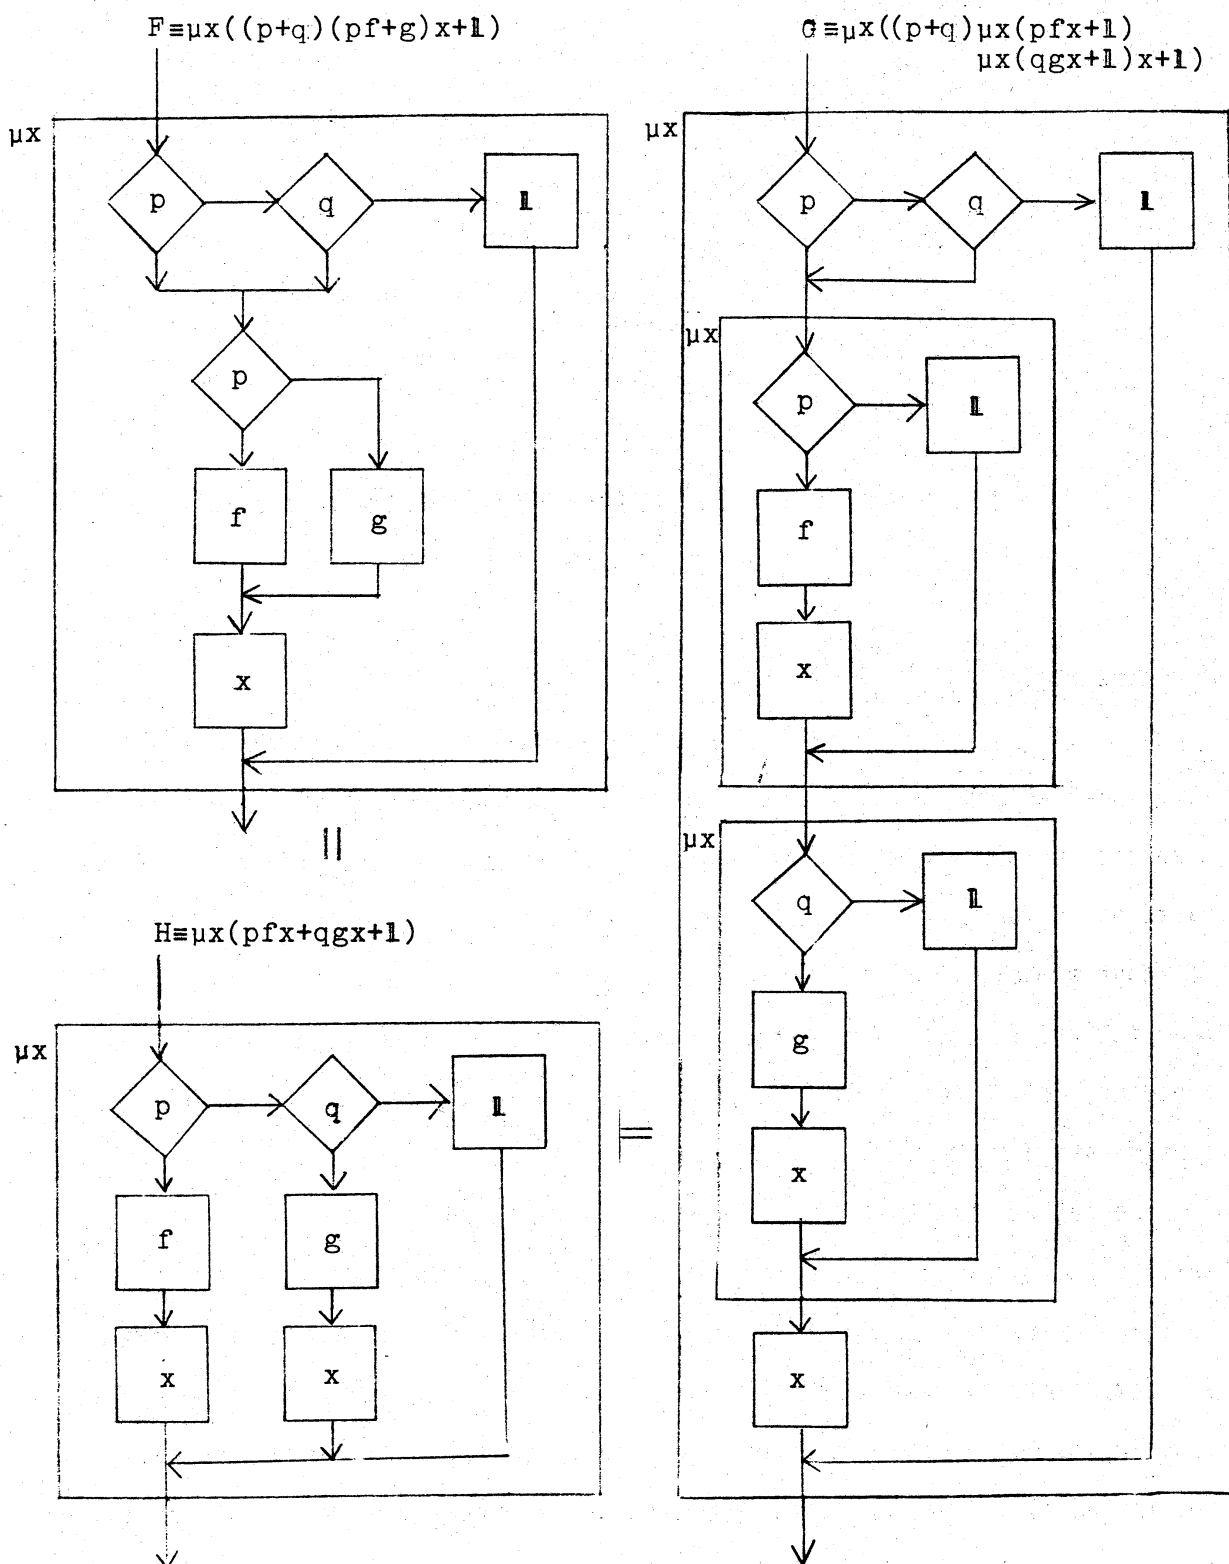 F≡μx((p+q)(pf+g)x+𝟙)
μx
p
q
𝟙
p
f
g
x
||
H≡μx(pfx+qgx+𝟙)
μx
p
q
𝟙
f
g
x
x
=
G≡μx((p+q)μx(pfx+𝟙)
μx(qgx+𝟙)x+𝟙)
μx
p
q
𝟙
μx
p
𝟙
f
x
μx
q
𝟙
g
x
x